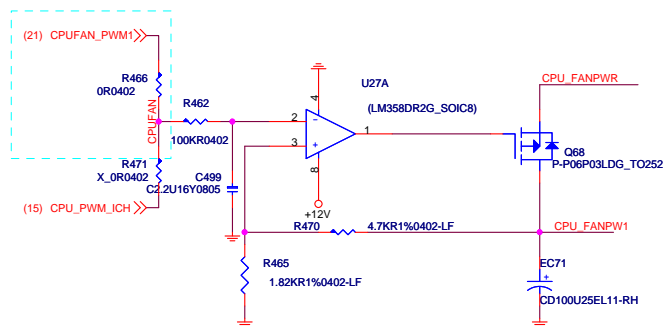 (21) CPUFAN_PWM1
R466
0R0402
CPUFAN
R462
100KR0402
R471
X_0R0402
C499
C2.2U16Y0805
(15) CPU_PWM_ICH
U27A
(LM358DR2G_SOIC8)
4
2
-
3
+
1
8
+12V
CPU_FANPWR
Q68
P-P06P03LDG_TO252
R470
4.7KR1%0402-LF
CPU_FANPW1
R465
1.82KR1%0402-LF
EC71
CD100U25EL11-RH